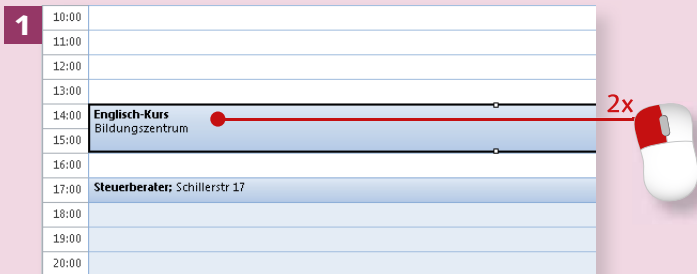 1
10:00
11:00
12:00
13:00
14:00 Englisch-Kurs
Bildungszentrum
15:00
16:00
17:00 Steuerberater; Schillerstr 17
18:00
19:00
20:00
2x